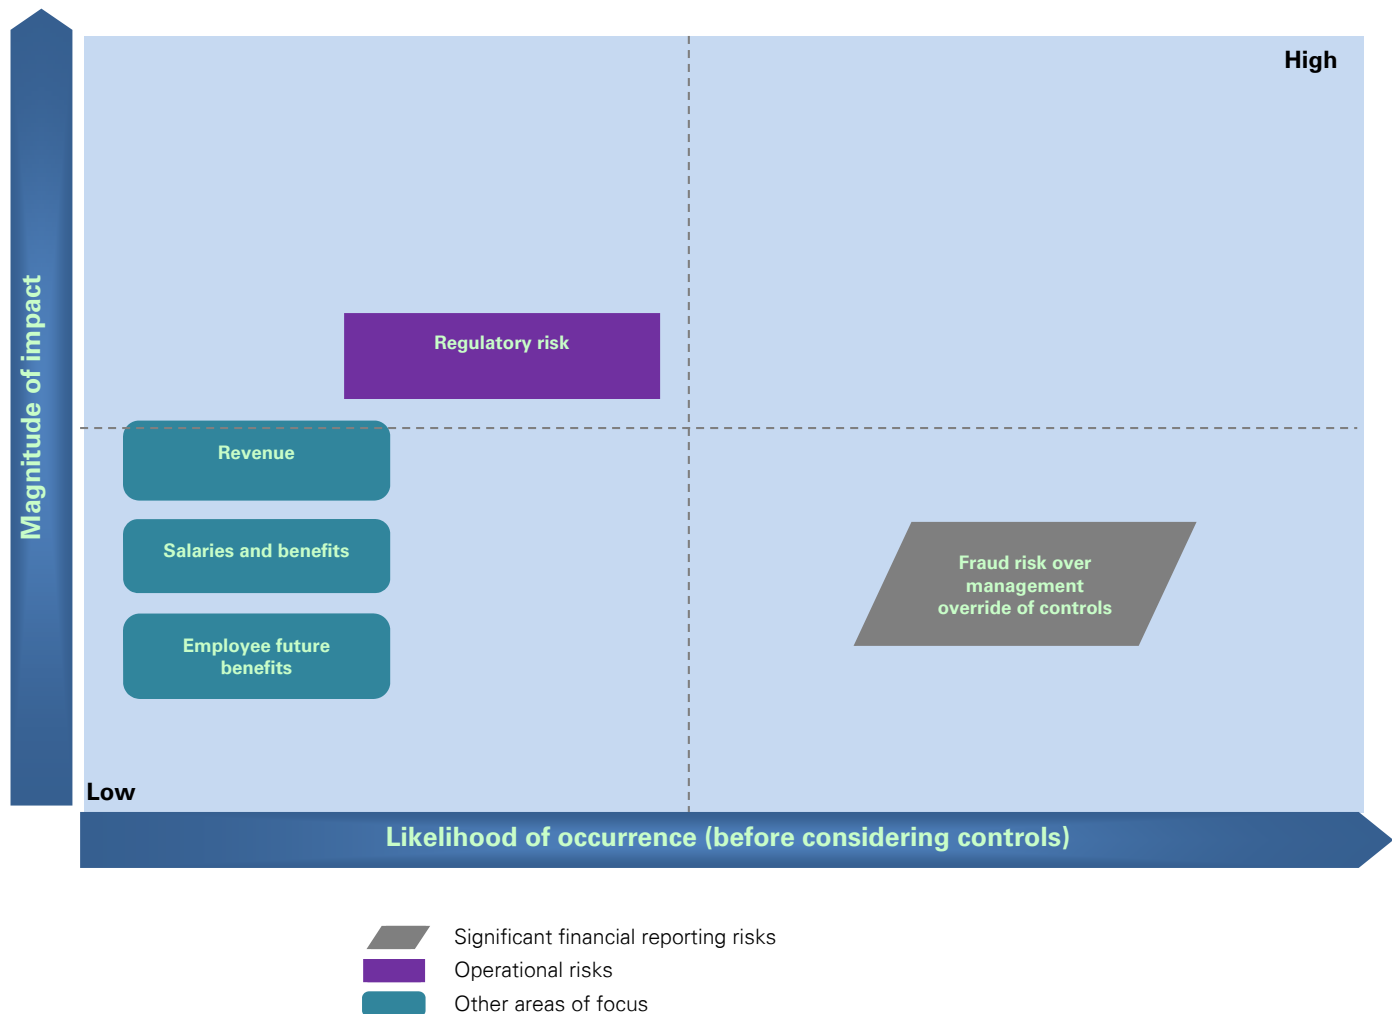 High
Magnitude of impact
Regulatory risk
Revenue
Salaries and benefits
Fraud risk over
management
override of controls
Employee future
benefits
Low
Likelihood of occurrence (before considering controls)
Significant financial reporting risks
Operational risks
Other areas of focus